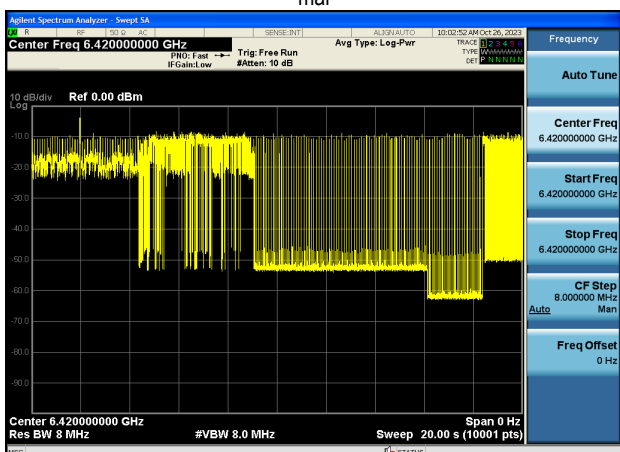 mal
Agilent Spectrum Analyzer - Swept SA
R RF 50 Ω AC SENSE:INT ALIGN AUTO 10:02:52 AM Oct 26, 2023
Center Freq 6.420000000 GHz
PNO: Fast
IFGain:Low
Trig: Free Run
#Atten: 10 dB
Avg Type: Log-Pwr
TRACE 1 2 3 4 5 6
TYPE
DET P N N N N N
Frequency
Auto Tune
10 dB/div Ref 0.00 dBm
Log
-10.0
-20.0
-30.0
-40.0
-50.0
-60.0
-70.0
-80.0
-90.0
Center Freq
6.420000000 GHz
Start Freq
6.420000000 GHz
Stop Freq
6.420000000 GHz
CF Step
8.000000 MHz
Auto Man
Freq Offset
0 Hz
Center 6.420000000 GHz Span 0 Hz
Res BW 8 MHz #VBW 8.0 MHz Sweep 20.00 s (10001 pts)
MSG STATUS